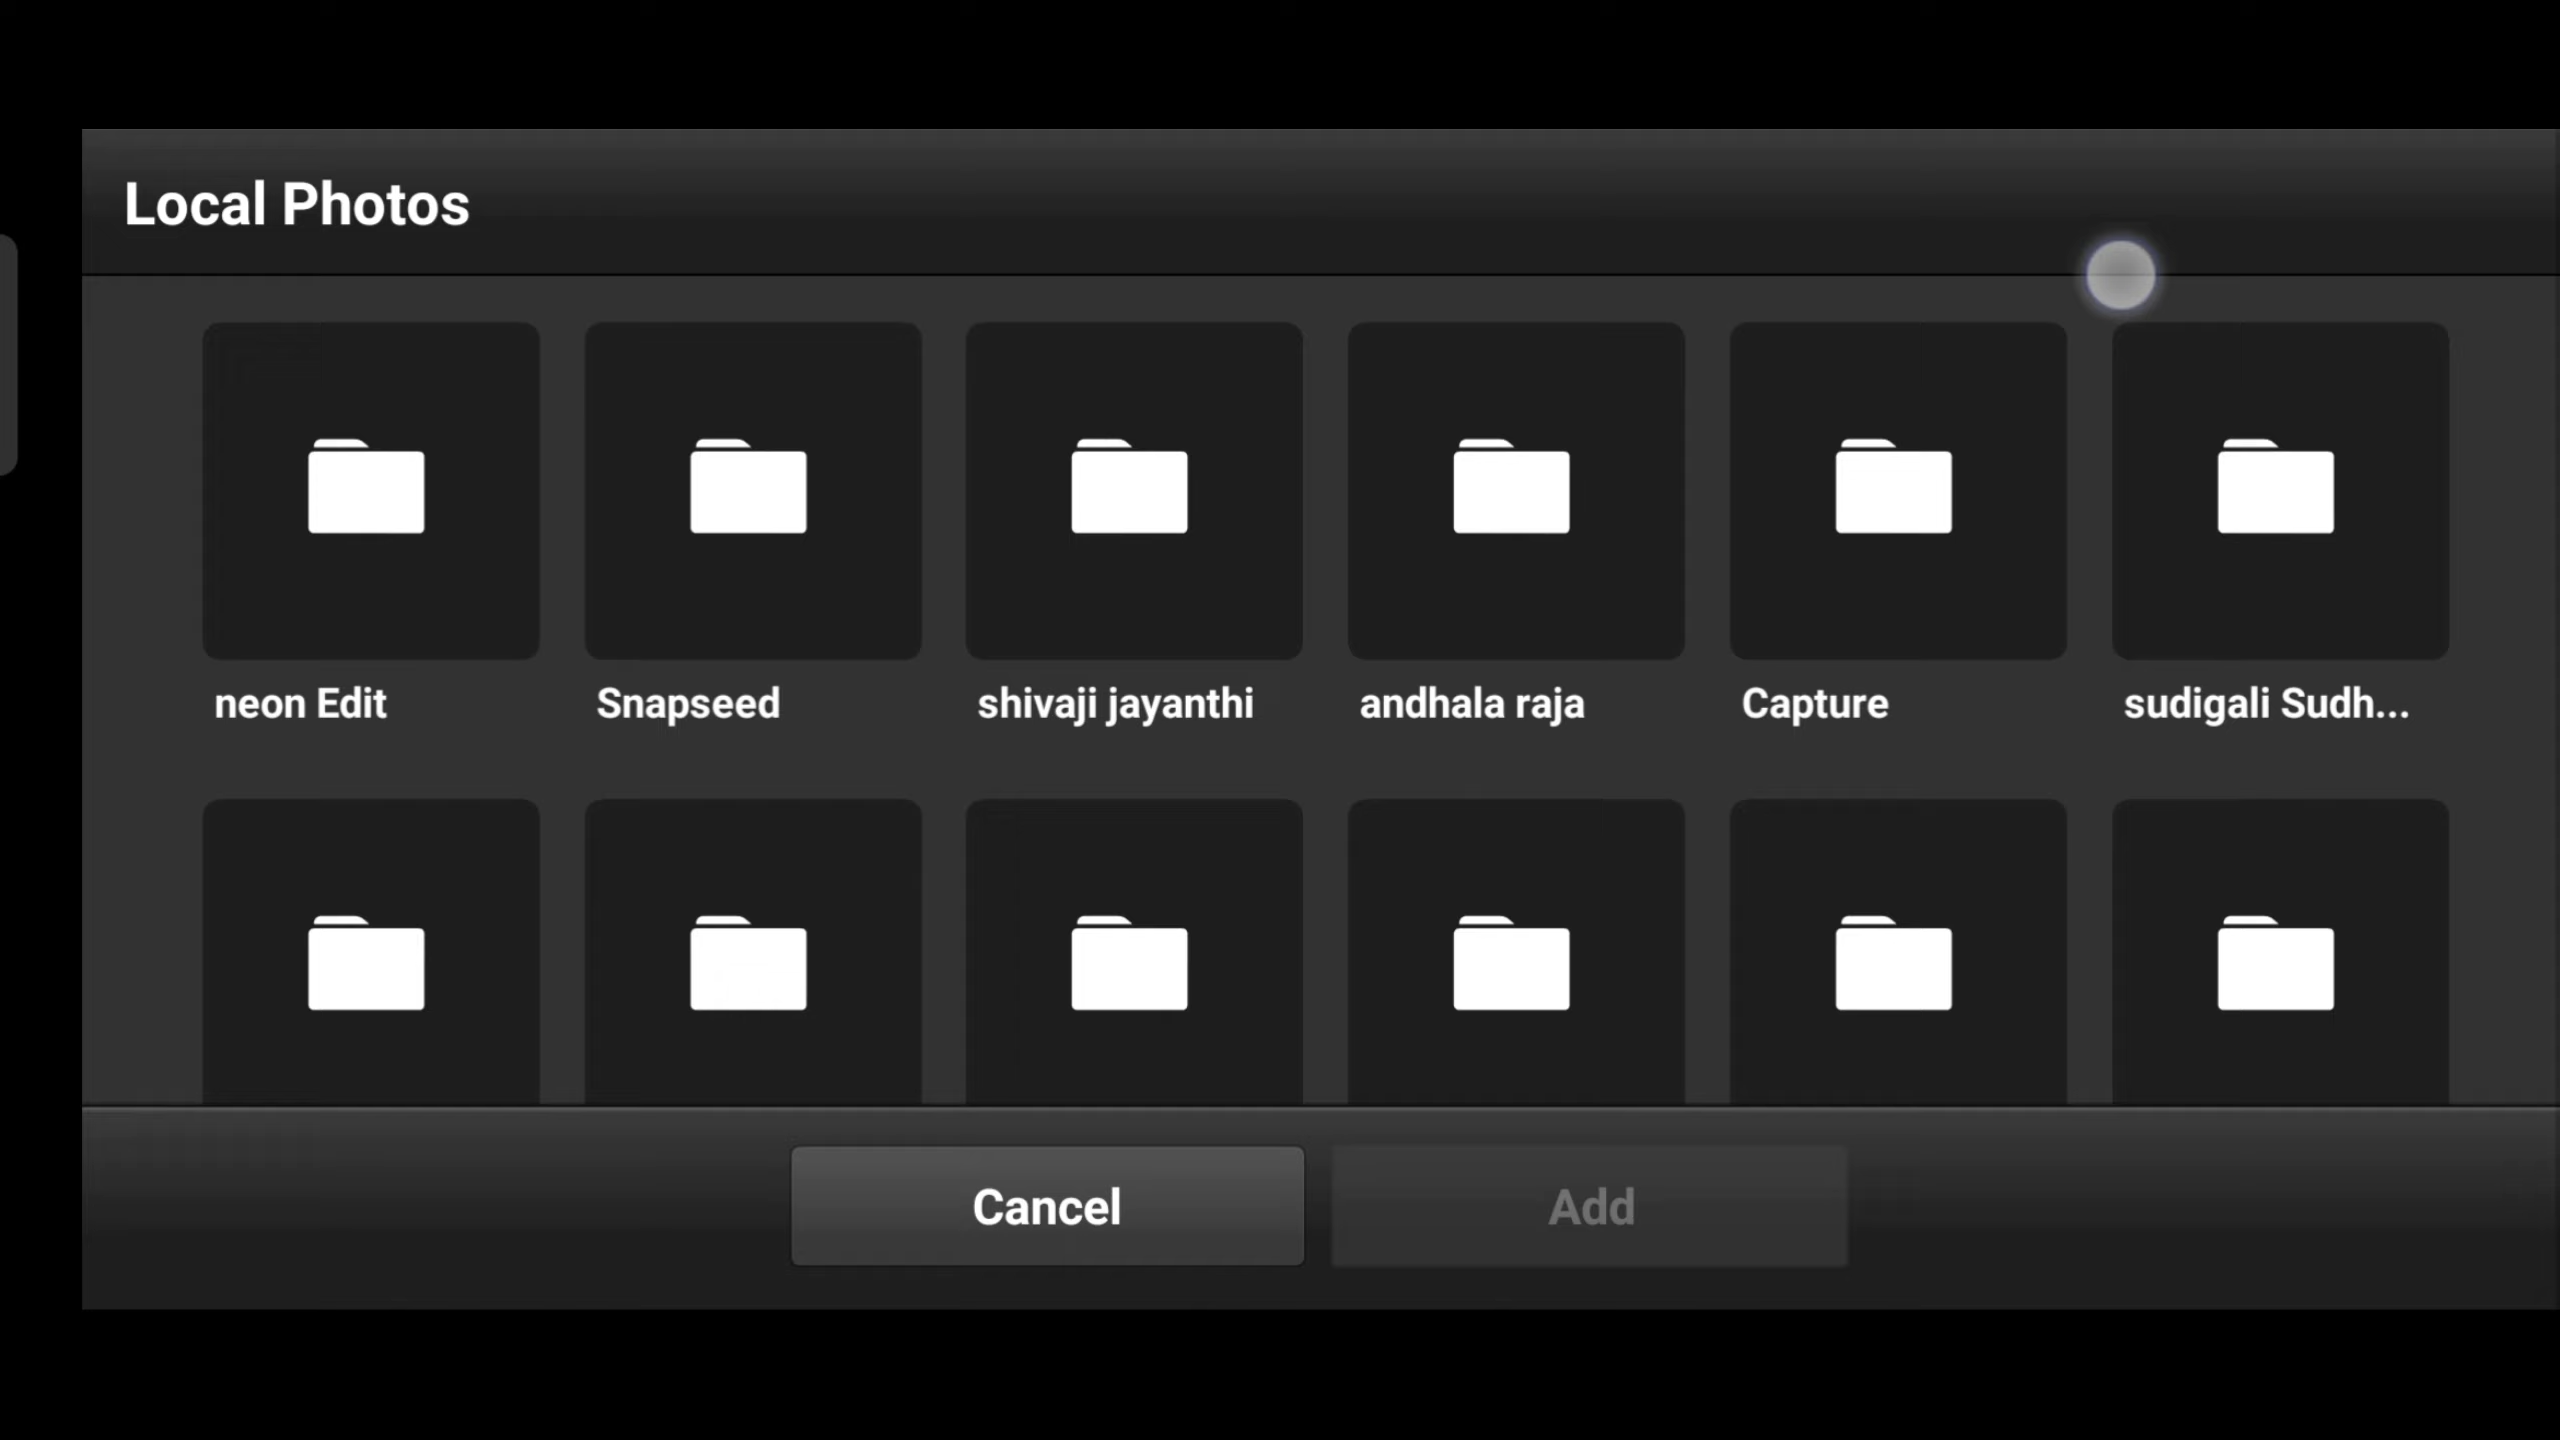 Local Photos
neon Edit
Snapseed
shivaji jayanthi
andhala raja
Capture
sudigali Sudh...
Cancel
Add